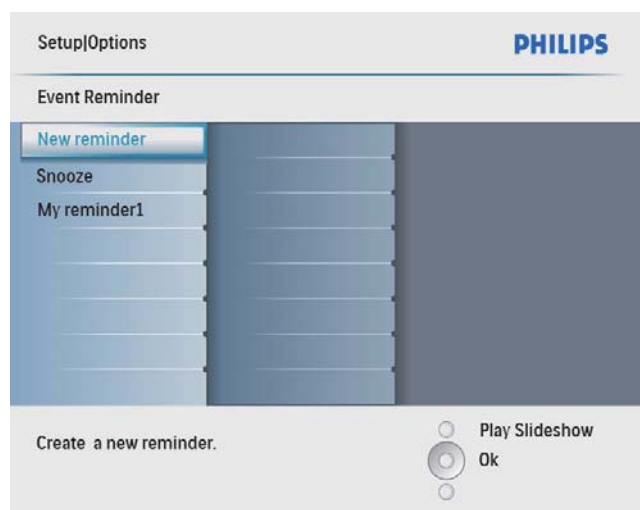 Setup|Options
PHILIPS
Event Reminder
New reminder
Snooze
My reminder1
Create a new reminder.
Play Slideshow
Ok